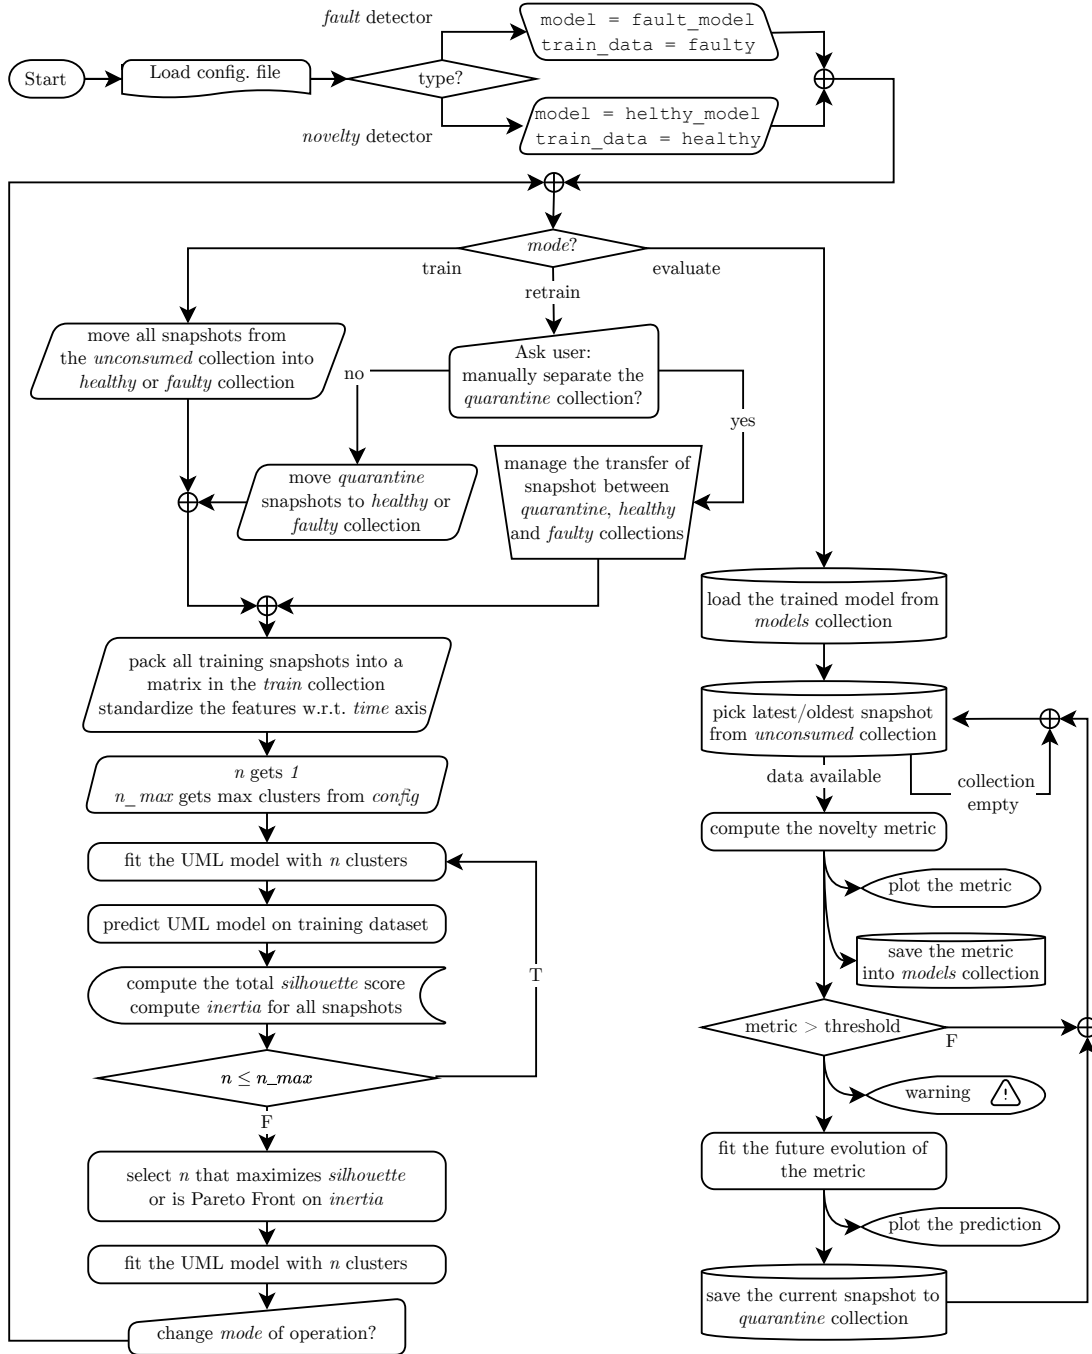 fault detector
model = fault_model
train_data = faulty
Start
Load config. file
type?
novelty detector
model = helthy_model
train_data = healthy
mode?
train
evaluate
retrain
move all snapshots from
the unconsumed collection into
healthy or faulty collection
Ask user:
manually separate the
quarantine collection?
no
yes
move quarantine
snapshots to healthy or
faulty collection
manage the transfer of
snapshot between
quarantine, healthy
and faulty collections
load the trained model from
models collection
pack all training snapshots into a
matrix in the train collection
standardize the features w.r.t. time axis
pick latest/oldest snapshot
from unconsumed collection
data available
collection
empty
n gets 1
n_max gets max clusters from config
compute the novelty metric
fit the UML model with n clusters
plot the metric
predict UML model on training dataset
save the metric
into models collection
compute the total silhouette score
compute inertia for all snapshots
T
metric > threshold
F
n ≤ n_max
F
warning
!
fit the future evolution of
the metric
select n that maximizes silhouette
or is Pareto Front on inertia
plot the prediction
fit the UML model with n clusters
save the current snapshot to
quarantine collection
change mode of operation?